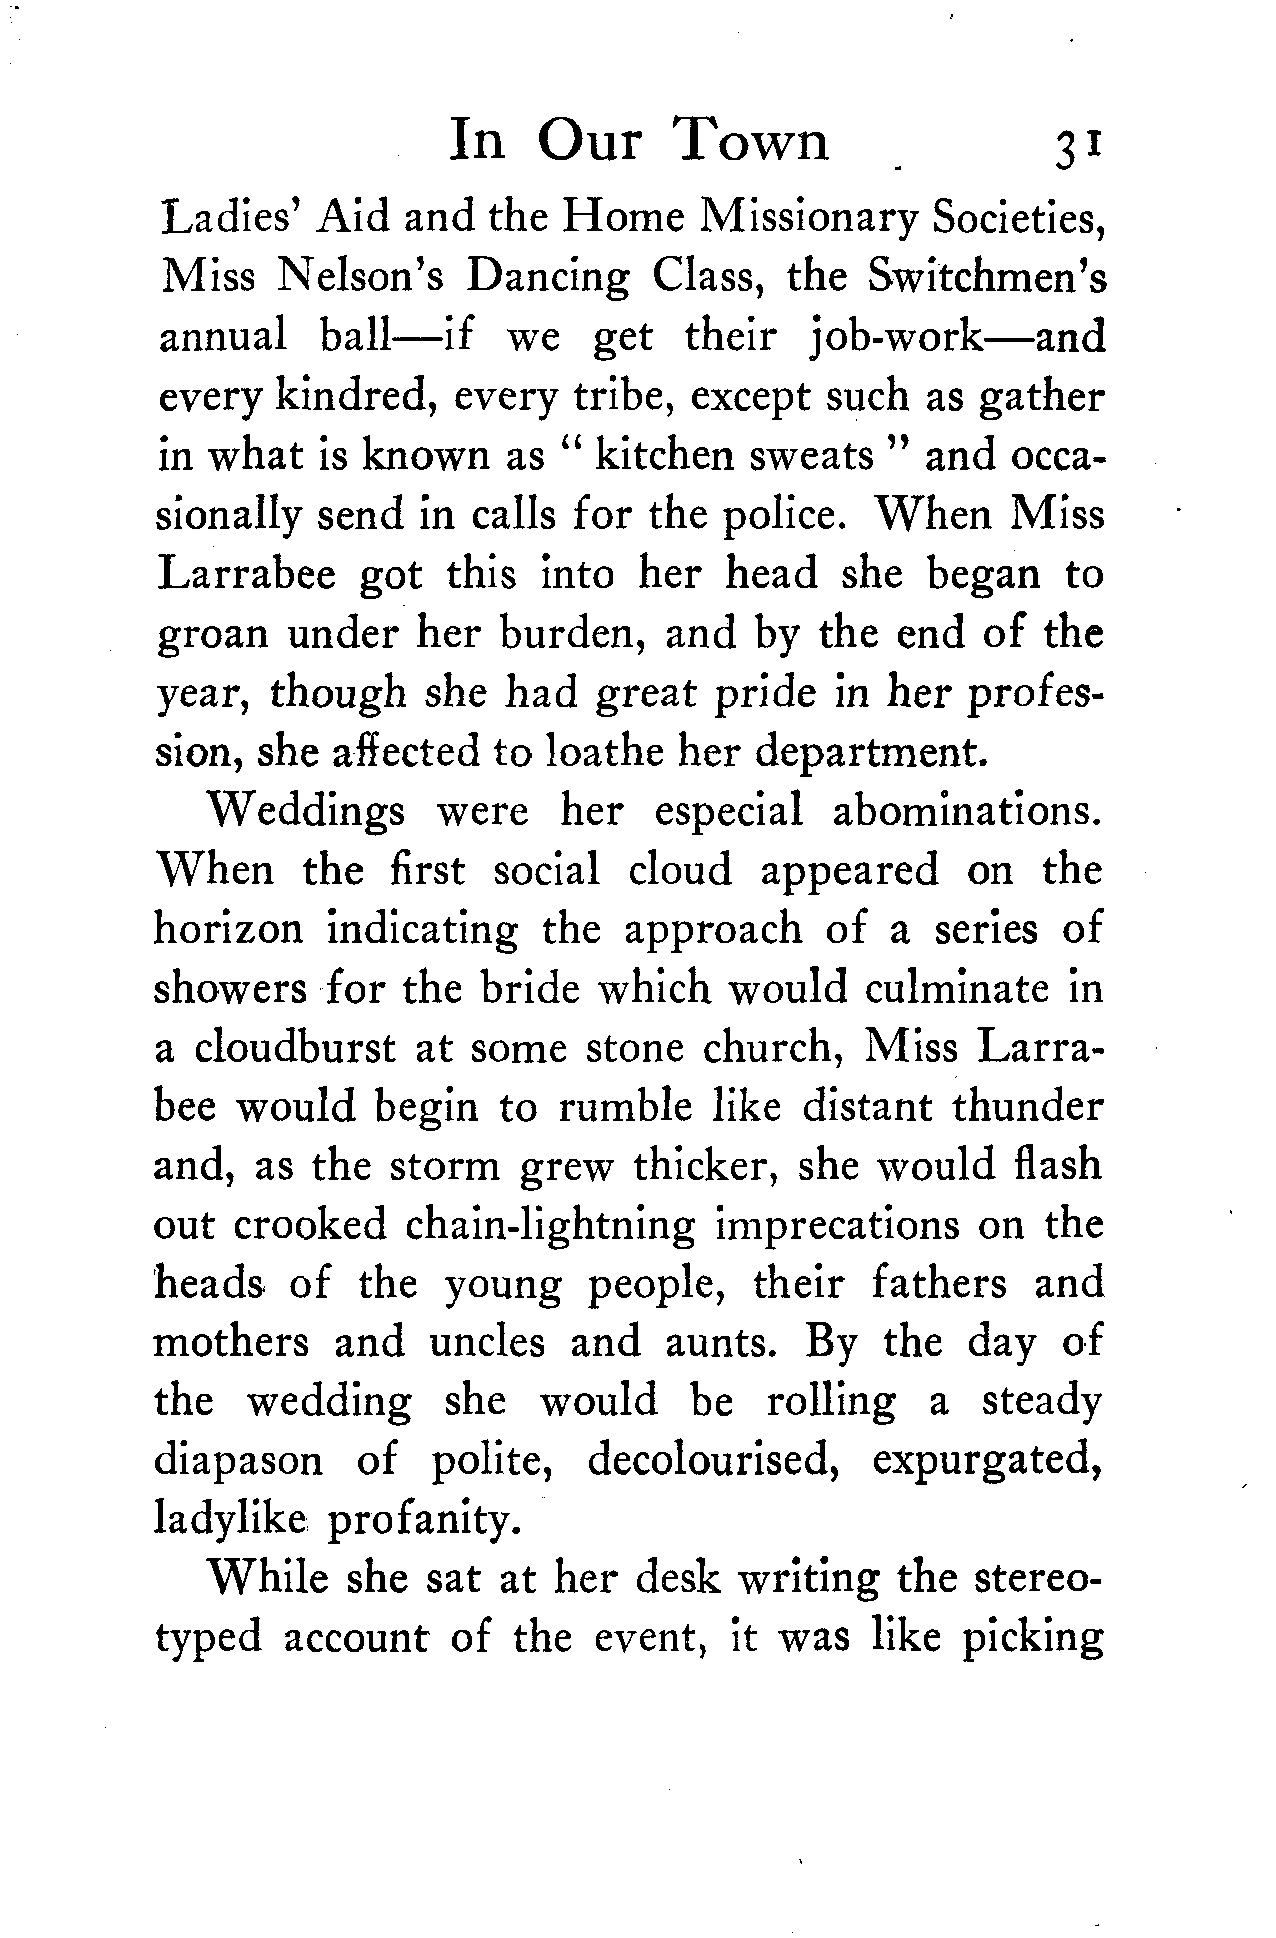 In Our Town 31
Ladies' Aid and the Home Missionary Societies,
Miss Nelson's Dancing Class, the Switchmen's
annual ball—if we get their job-work—and
every kindred, every tribe, except such as gather
in what is known as “ kitchen sweats ” and occa-
sionally send in calls for the police. When Miss
Larrabee got this into her head she began to
groan under her burden, and by the end of the
year, though she had great pride in her profes-
sion, she affected to loathe her department.
Weddings were her especial abominations.
When the first social cloud appeared on the
horizon indicating the approach of a series of
showers for the bride which would culminate in
a cloudburst at some stone church, Miss Larra-
bee would begin to rumble like distant thunder
and, as the storm grew thicker, she would flash
out crooked chain-lightning imprecations on the
heads of the young people, their fathers and
mothers and uncles and aunts. By the day of
the wedding she would be rolling a steady
diapason of polite, decolourised, expurgated,
ladylike profanity.
While she sat at her desk writing the stereo-
typed account of the event, it was like picking